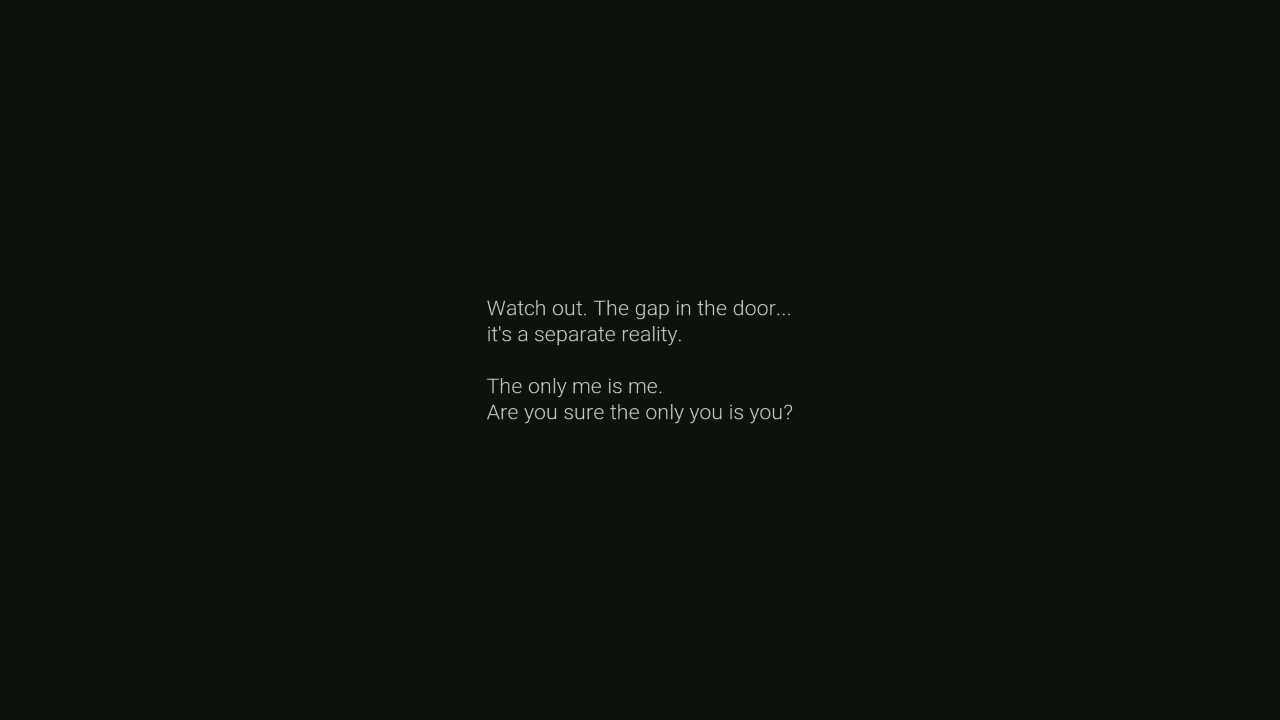 Watch out. The gap in the door...
it's a separate reality.
The only me is me.
Are you sure the only you is you?